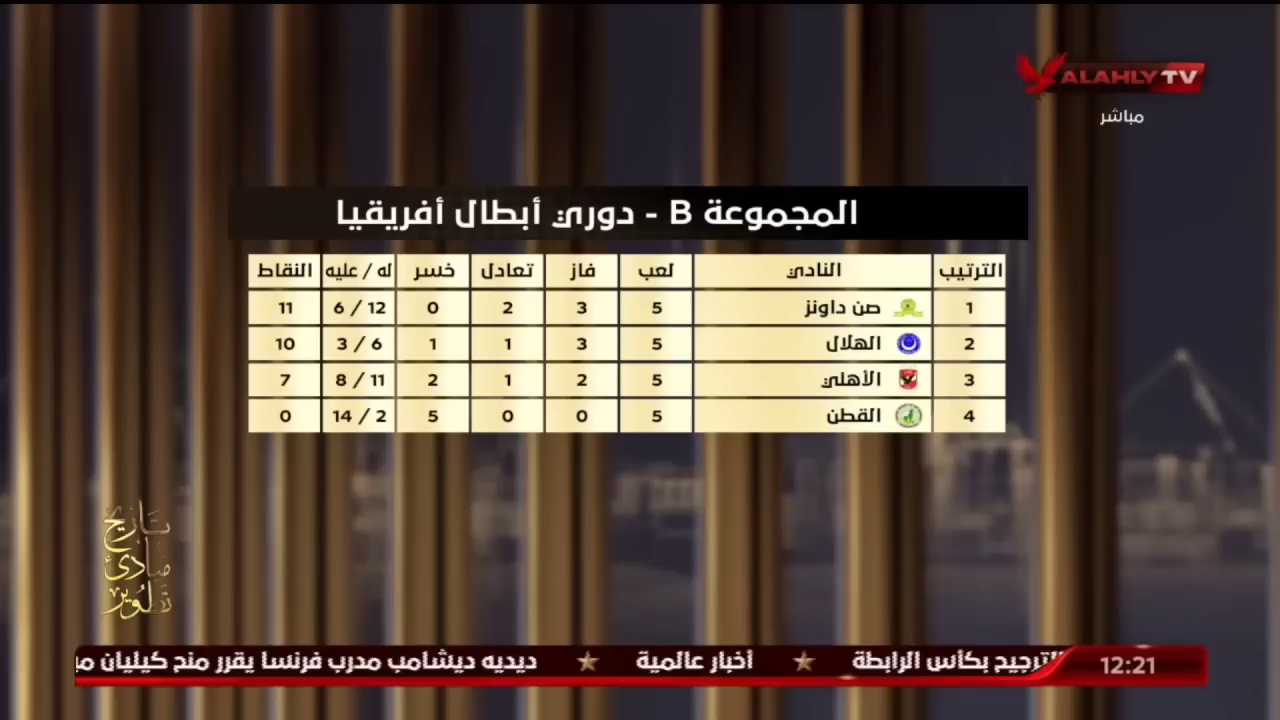 ALAHLY TV
مباشر
المجموعة B - دوري أبطال أفريقيا
الترتيب النادي لعب فاز تعادل خسر له / عليه النقاط
1 صن داونز 5 3 2 0 12 / 6 11
2 الهلال 5 3 1 1 6 / 3 10
3 الأهلي 5 2 1 2 11 / 8 7
4 القطن 5 0 0 5 2 / 14 0
تاريخ
مبادئ
تطوير
12:21 الترجيح بكأس الرابطة ★ أخبار عالمية ★ ديديه ديشامب مدرب فرنسا يقرر منح كيليان